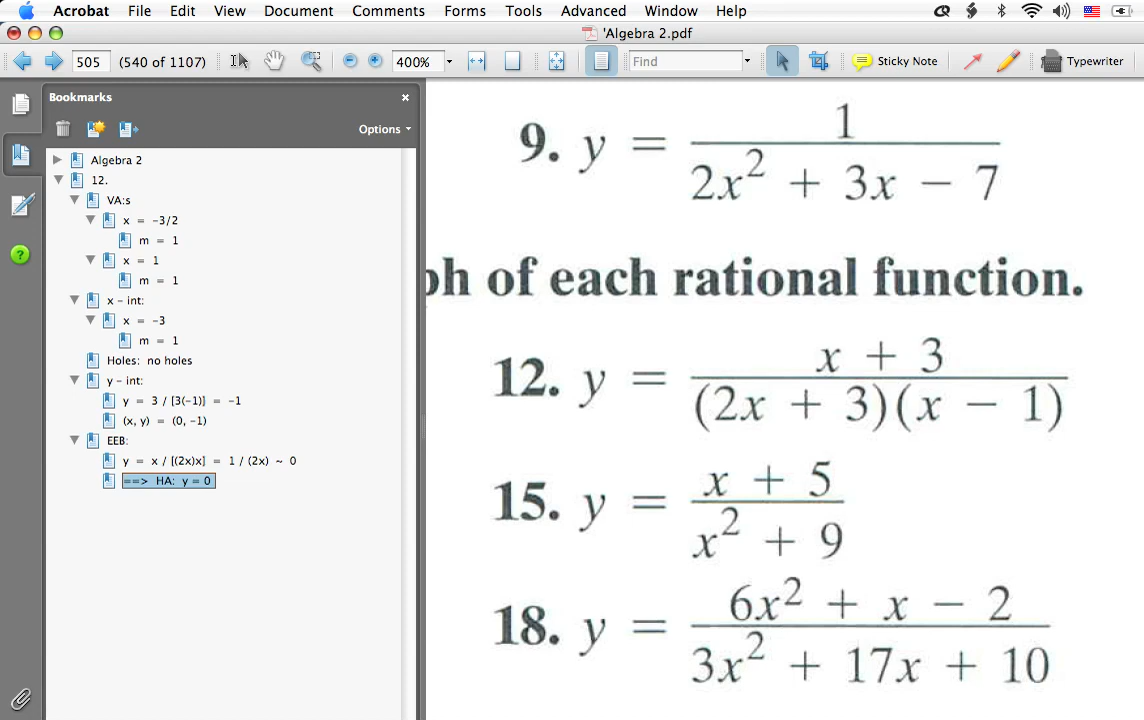 Acrobat File Edit View Document Comments Forms Tools Advanced Window Help
'Algebra 2.pdf
505 (540 of 1107) 400% Find Sticky Note Typewriter
Bookmarks
Options
Algebra 2
12.
VA:s
x = -3/2
m = 1
x = 1
m = 1
x - int:
x = -3
m = 1
Holes: no holes
y - int:
y = 3 / [3(-1)] = -1
(x, y) = (0, -1)
EEB:
y = x / [(2x)x] = 1 / (2x) ~ 0
==> HA: y = 0
9. y = 1 / 2x² + 3x − 7
ph of each rational function.
12. y = x + 3 / (2x + 3)(x − 1)
15. y = x + 5 / x² + 9
18. y = 6x² + x − 2 / 3x² + 17x + 10